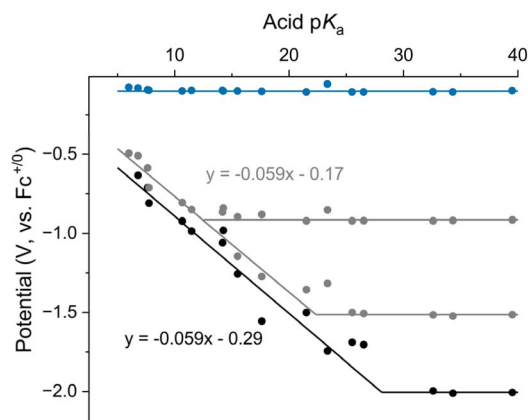 Acid pKa
10 20 30 40
−0.5
y = -0.059x - 0.17
−1.0
Potential (V, vs. Fc+/0)
−1.5
y = -0.059x - 0.29
−2.0